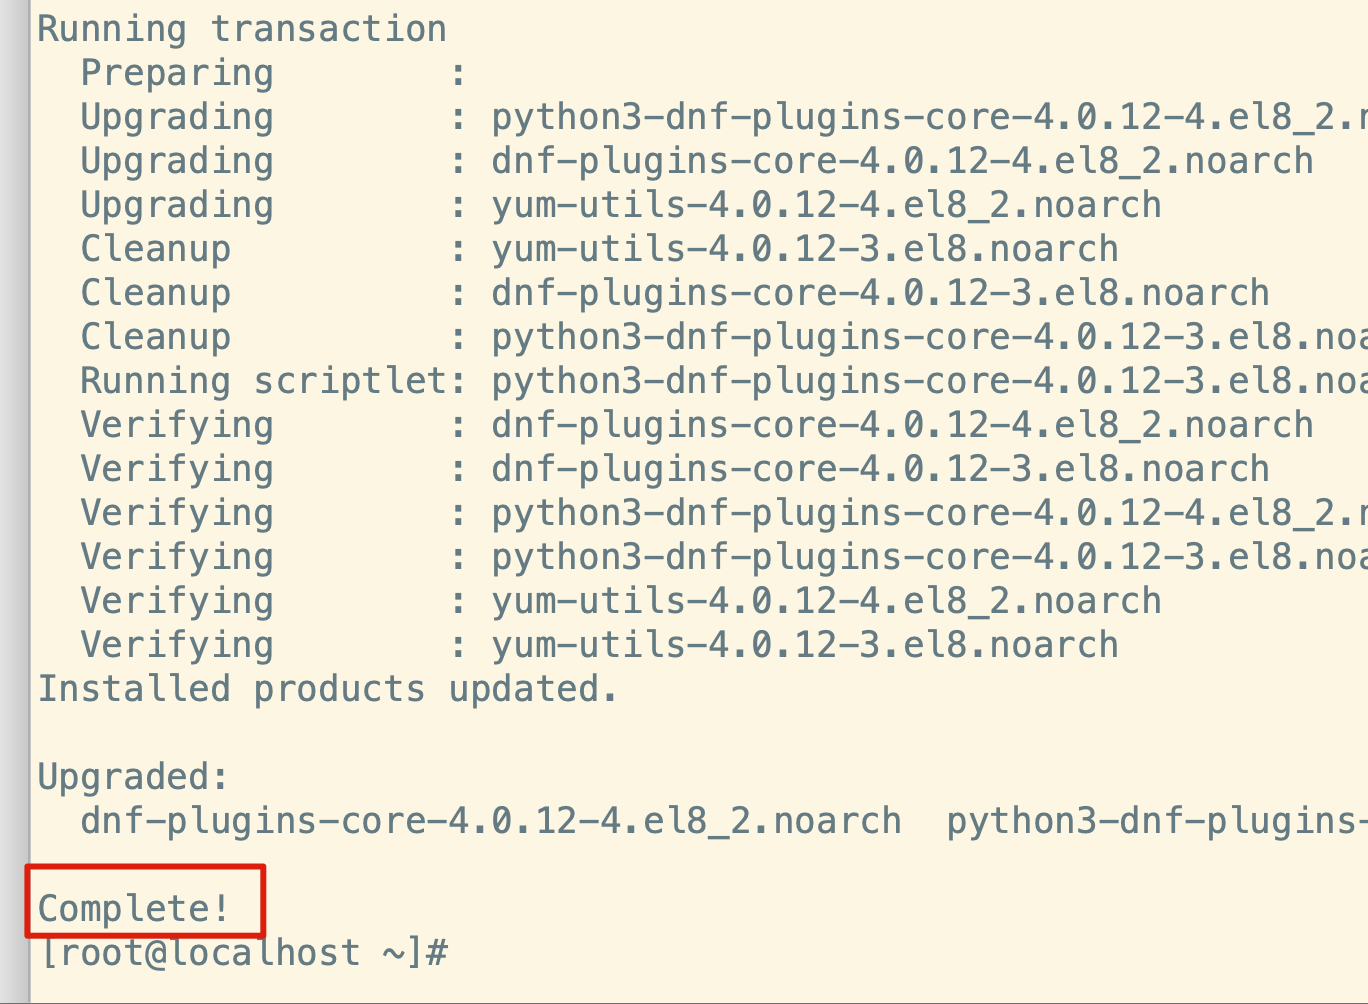 Running transaction
  Preparing        :
  Upgrading        : python3-dnf-plugins-core-4.0.12-4.el8_2.n
  Upgrading        : dnf-plugins-core-4.0.12-4.el8_2.noarch
  Upgrading        : yum-utils-4.0.12-4.el8_2.noarch
  Cleanup          : yum-utils-4.0.12-3.el8.noarch
  Cleanup          : dnf-plugins-core-4.0.12-3.el8.noarch
  Cleanup          : python3-dnf-plugins-core-4.0.12-3.el8.noa
  Running scriptlet: python3-dnf-plugins-core-4.0.12-3.el8.noa
  Verifying        : dnf-plugins-core-4.0.12-4.el8_2.noarch
  Verifying        : dnf-plugins-core-4.0.12-3.el8.noarch
  Verifying        : python3-dnf-plugins-core-4.0.12-4.el8_2.n
  Verifying        : python3-dnf-plugins-core-4.0.12-3.el8.noa
  Verifying        : yum-utils-4.0.12-4.el8_2.noarch
  Verifying        : yum-utils-4.0.12-3.el8.noarch
Installed products updated.
Upgraded:
  dnf-plugins-core-4.0.12-4.el8_2.noarch  python3-dnf-plugins-
Complete!
[root@localhost ~]#